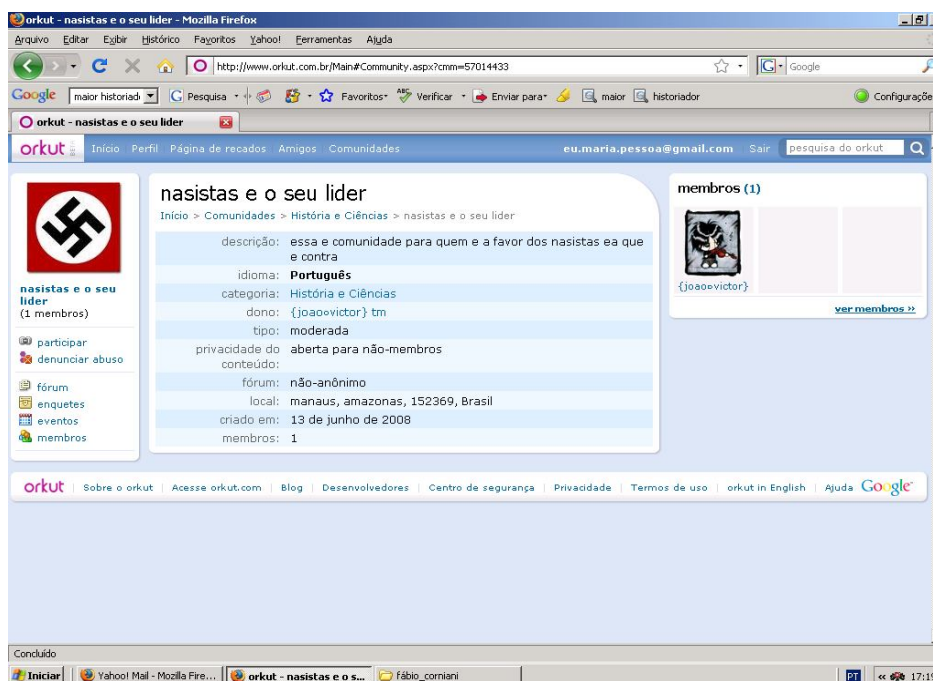 orkut - nasistas e o seu lider - Mozilla Firefox
Arquivo Editar Exibir Histórico Favoritos Yahoo! Ferramentas Ajuda
http://www.orkut.com.br/Main#Community.aspx?cmm=57014433
G Google
Google maior historiad G Pesquisa Favoritos Verificar Enviar para maior historiador Configuraçõe
orkut - nasistas e o seu lider
orkut Início Perfil Página de recados Amigos Comunidades eu.maria.pessoa@gmail.com Sair pesquisa do orkut
nasistas e o seu lider
Início > Comunidades > História e Ciências > nasistas e o seu lider
descrição: essa e comunidade para quem e a favor dos nasistas ea que
e contra
idioma: Português
categoria: História e Ciências
dono: {joao∘victor} tm
tipo: moderada
privacidade do aberta para não-membros
conteúdo:
fórum: não-anônimo
local: manaus, amazonas, 152369, Brasil
criado em: 13 de junho de 2008
membros: 1
nasistas e o seu
lider
(1 membros)
participar
denunciar abuso
fórum
enquetes
eventos
membros
membros (1)
{joao∘victor}
ver membros »
orkut Sobre o orkut Acesse orkut.com Blog Desenvolvedores Centro de segurança Privacidade Termos de uso orkut in English Ajuda Google
Concluído
Iniciar Yahoo! Mail - Mozilla Fire... orkut - nasistas e o s... fábio_corniani PT « 17:19